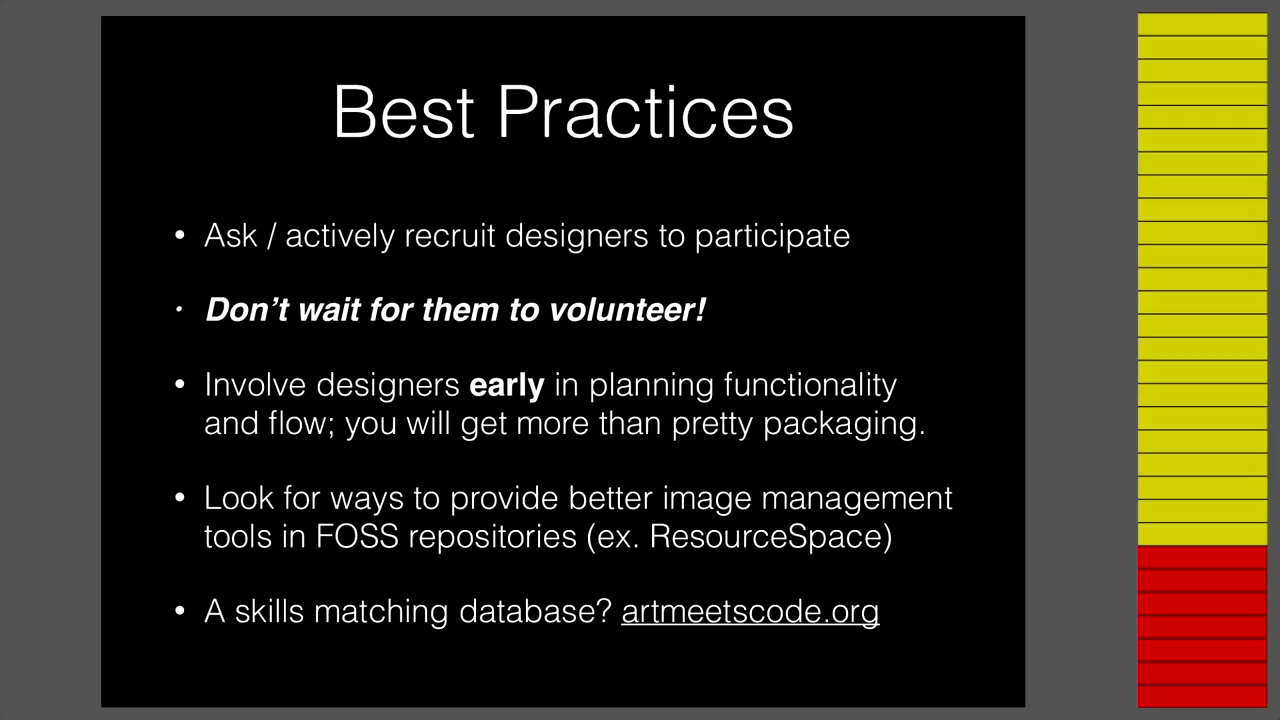 Best Practices
• Ask / actively recruit designers to participate
• Don’t wait for them to volunteer!
• Involve designers early in planning functionality
and flow; you will get more than pretty packaging.
• Look for ways to provide better image management
tools in FOSS repositories (ex. ResourceSpace)
• A skills matching database? artmeetscode.org